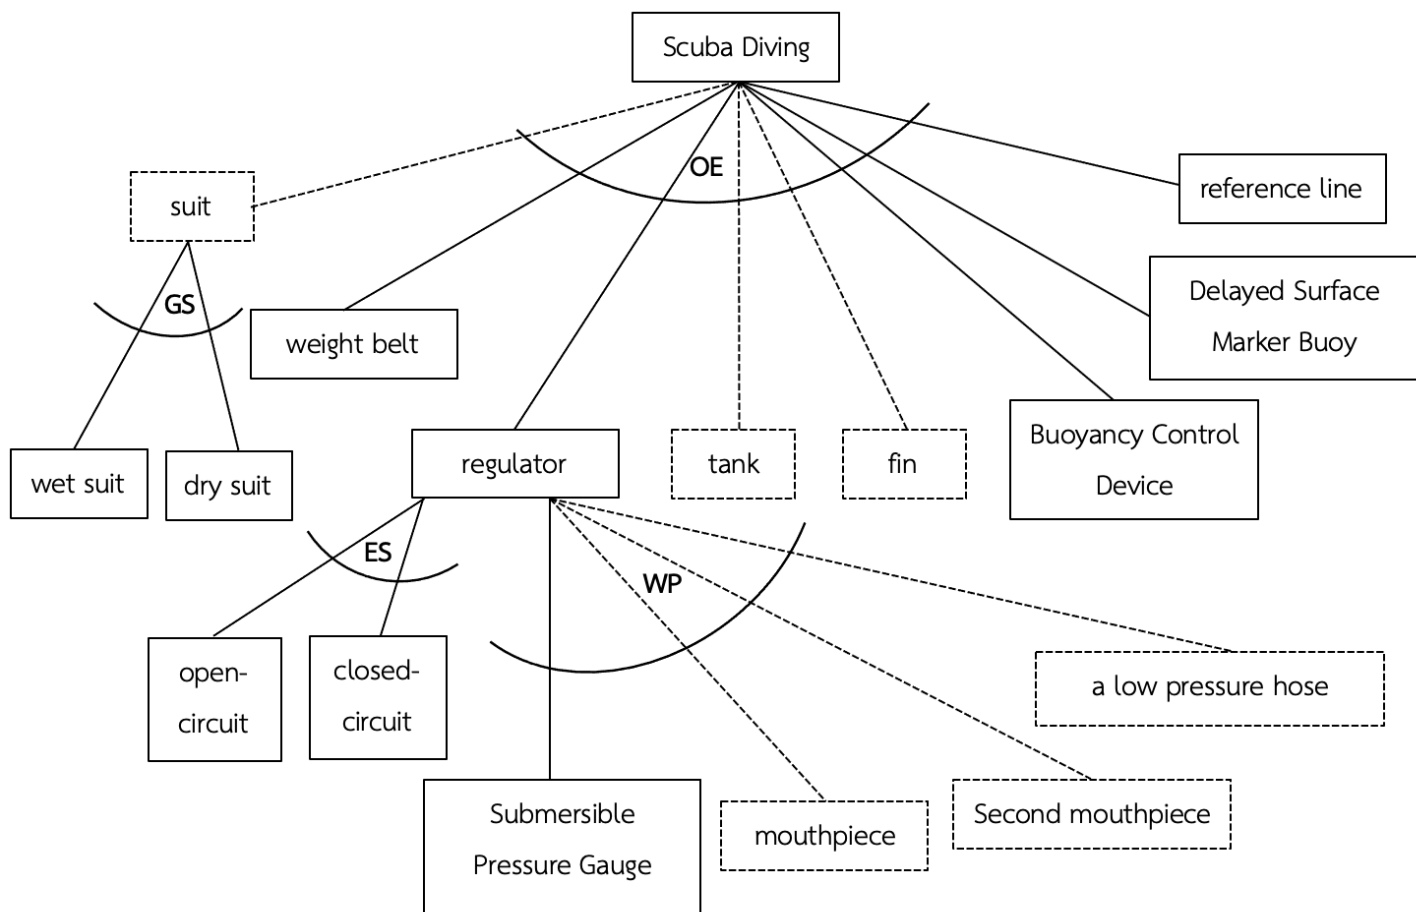 Scuba Diving
OE
reference line
suit
Delayed Surface
Marker Buoy
GS
weight belt
Buoyancy Control
Device
regulator
tank
fin
wet suit
dry suit
ES
WP
open-
circuit
closed-
circuit
a low pressure hose
Submersible
Pressure Gauge
mouthpiece
Second mouthpiece